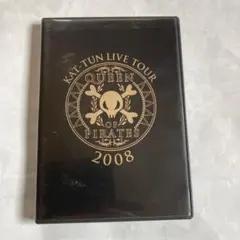 KAT-TUN LIVE TOUR
QUEEN
OF
PIRATES
2008